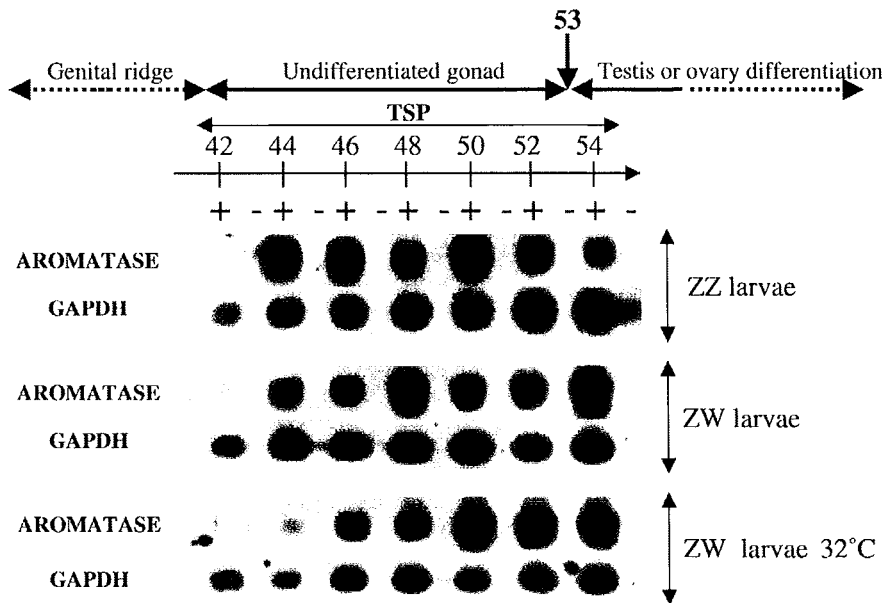 53
Genital ridge Undifferentiated gonad Testis or ovary differentiation
TSP
42 44 46 48 50 52 54
+ - + - + - + - + - + - + -
AROMATASE
GAPDH
ZZ larvae
AROMATASE
GAPDH
ZW larvae
AROMATASE
GAPDH
ZW larvae 32°C